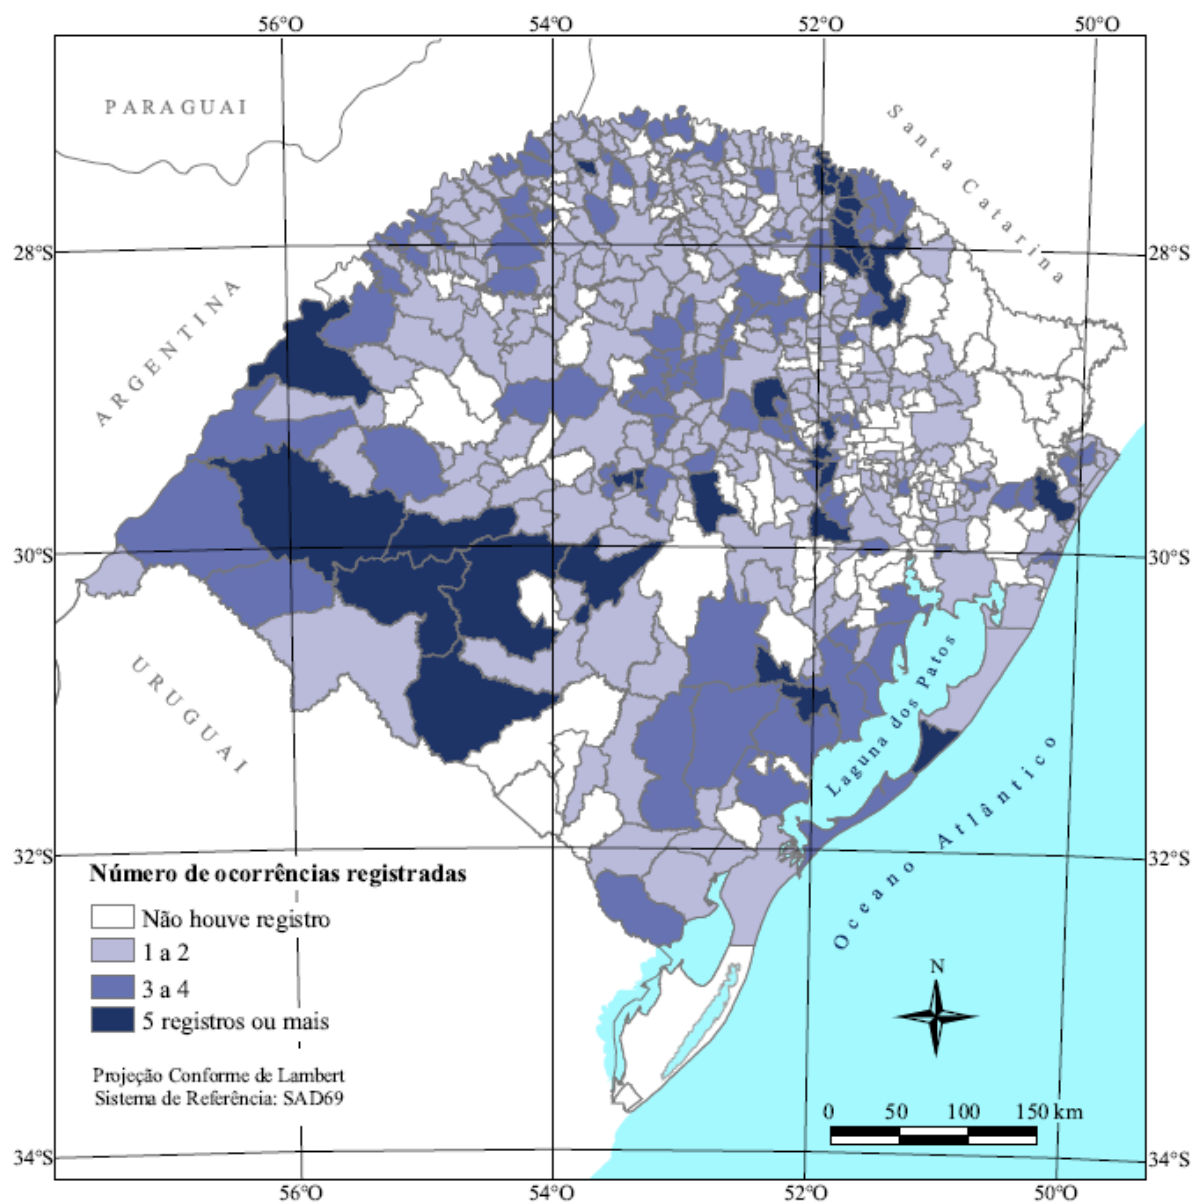 56°O 54°O 52°O 50°O
PARAGUAI
Santa Catarina
28°S 28°S
ARGENTINA
30°S 30°S
URUGUAI
Laguna dos Patos
Oceano Atlântico
32°S 32°S
Número de ocorrências registradas
Não houve registro
1 a 2
3 a 4
5 registros ou mais
N
Projeção Conforme de Lambert
Sistema de Referência: SAD69
0 50 100 150 km
34°S 34°S
56°O 54°O 52°O 50°O